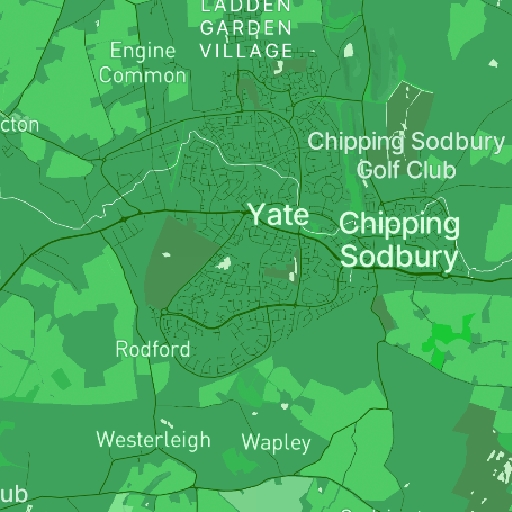 LADDEN
GARDEN
VILLAGE
Engine
Common
cton
Chipping Sodbury
Golf Club
Yate
Chipping
Sodbury
Rodford
Westerleigh
Wapley
ub